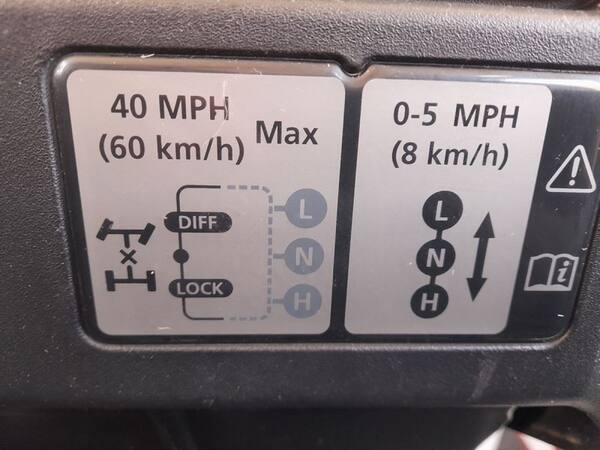 40 MPH
(60 km/h) Max
DIFF
LOCK
L
N
H
0-5 MPH
(8 km/h)
L
N
H